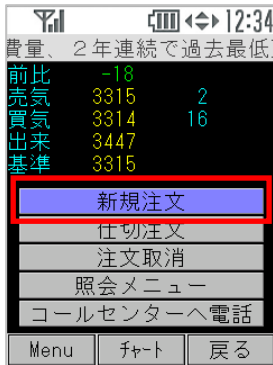 12:34
費量、2年連続で過去最低
前比 -18
売気 3315 2
買気 3314 16
出来 3447
基準 3315
新規注文
仕切注文
注文取消
照会メニュー
コールセンターへ電話
Menu ﾁｬｰﾄ 戻る